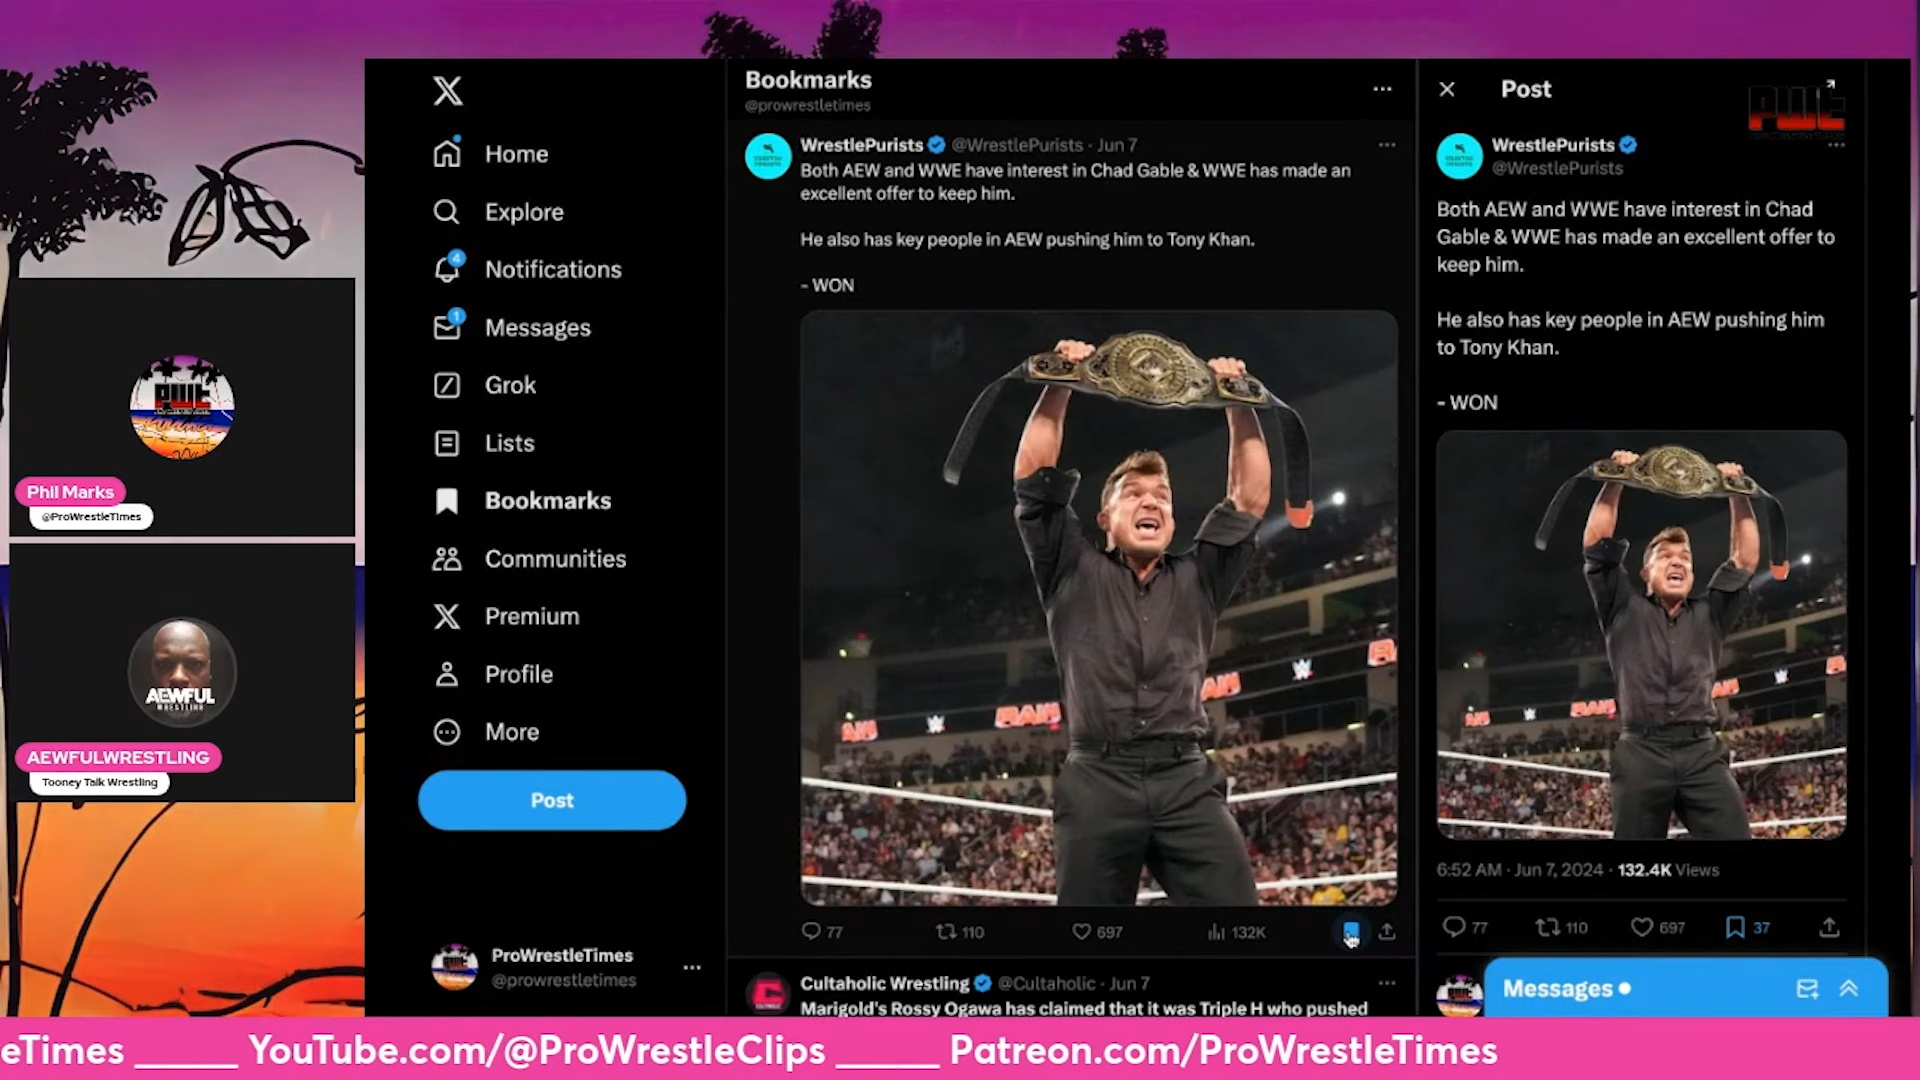 Home
Explore
4
Notifications
1
Messages
Grok
Lists
Bookmarks
Communities
Premium
Profile
More
Post
ProWrestleTimes
@prowrestletimes
Bookmarks
@prowrestletimes
WrestlePurists @WrestlePurists · Jun 7
Both AEW and WWE have interest in Chad Gable & WWE has made an
excellent offer to keep him.
He also has key people in AEW pushing him to Tony Khan.
- WON
RAW
77
110
697
132K
Cultaholic Wrestling @Cultaholic · Jun 7
Marigold's Rossy Ogawa has claimed that it was Triple H who pushed
Post
PWT
WrestlePurists
@WrestlePurists
Both AEW and WWE have interest in Chad
Gable & WWE has made an excellent offer to
keep him.
He also has key people in AEW pushing him
to Tony Khan.
- WON
6:52 AM · Jun 7, 2024 · 132.4K Views
77
110
697
37
Messages
PWT
Phil Marks
@ProWrestleTimes
AEWFUL
WRESTLING
AEWFULWRESTLING
Tooney Talk Wrestling
eTimes _____ YouTube.com/@ProWrestleClips _____ Patreon.com/ProWrestleTimes